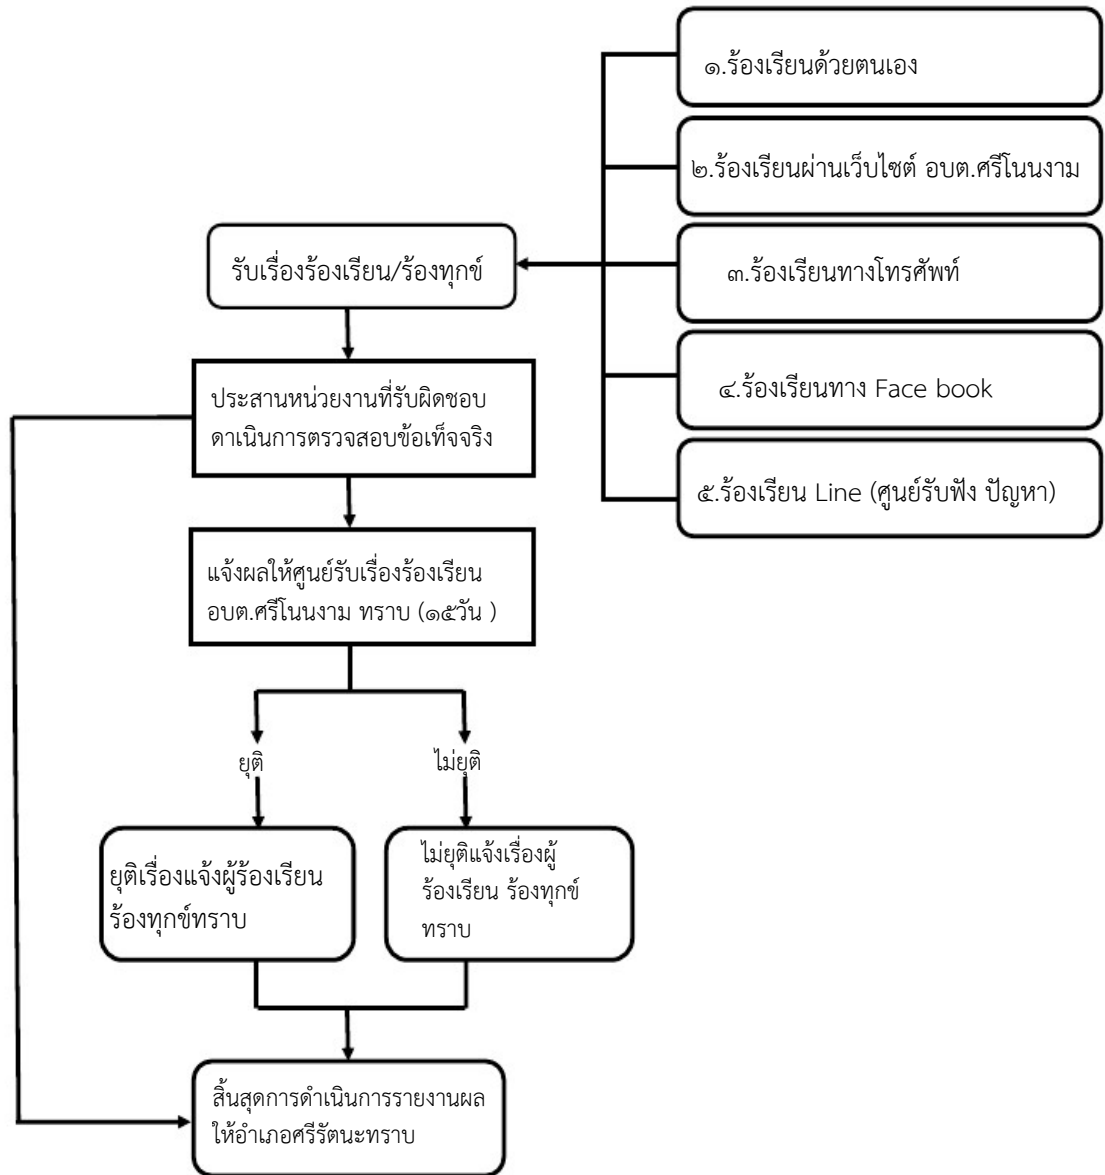 ๑.ร้องเรียนด้วยตนเอง
๒.ร้องเรียนผ่านเว็บไซต์ อบต.ศรีโนนงาม
๓.ร้องเรียนทางโทรศัพท์
๔.ร้องเรียนทาง Face book
๕.ร้องเรียน Line (ศูนย์รับฟัง ปัญหา)
รับเรื่องร้องเรียน/ร้องทุกข์
ประสานหน่วยงานที่รับผิดชอบ
ดาเนินการตรวจสอบข้อเท็จจริง
แจ้งผลให้ศูนย์รับเรื่องร้องเรียน
อบต.ศรีโนนงาม ทราบ (๑๕วัน )
ยุติ
ไม่ยุติ
ยุติเรื่องแจ้งผู้ร้องเรียน
ร้องทุกข์ทราบ
ไม่ยุติแจ้งเรื่องผู้
ร้องเรียน ร้องทุกข์
ทราบ
สิ้นสุดการดำเนินการรายงานผล
ให้อำเภอศรีรัตนะทราบ